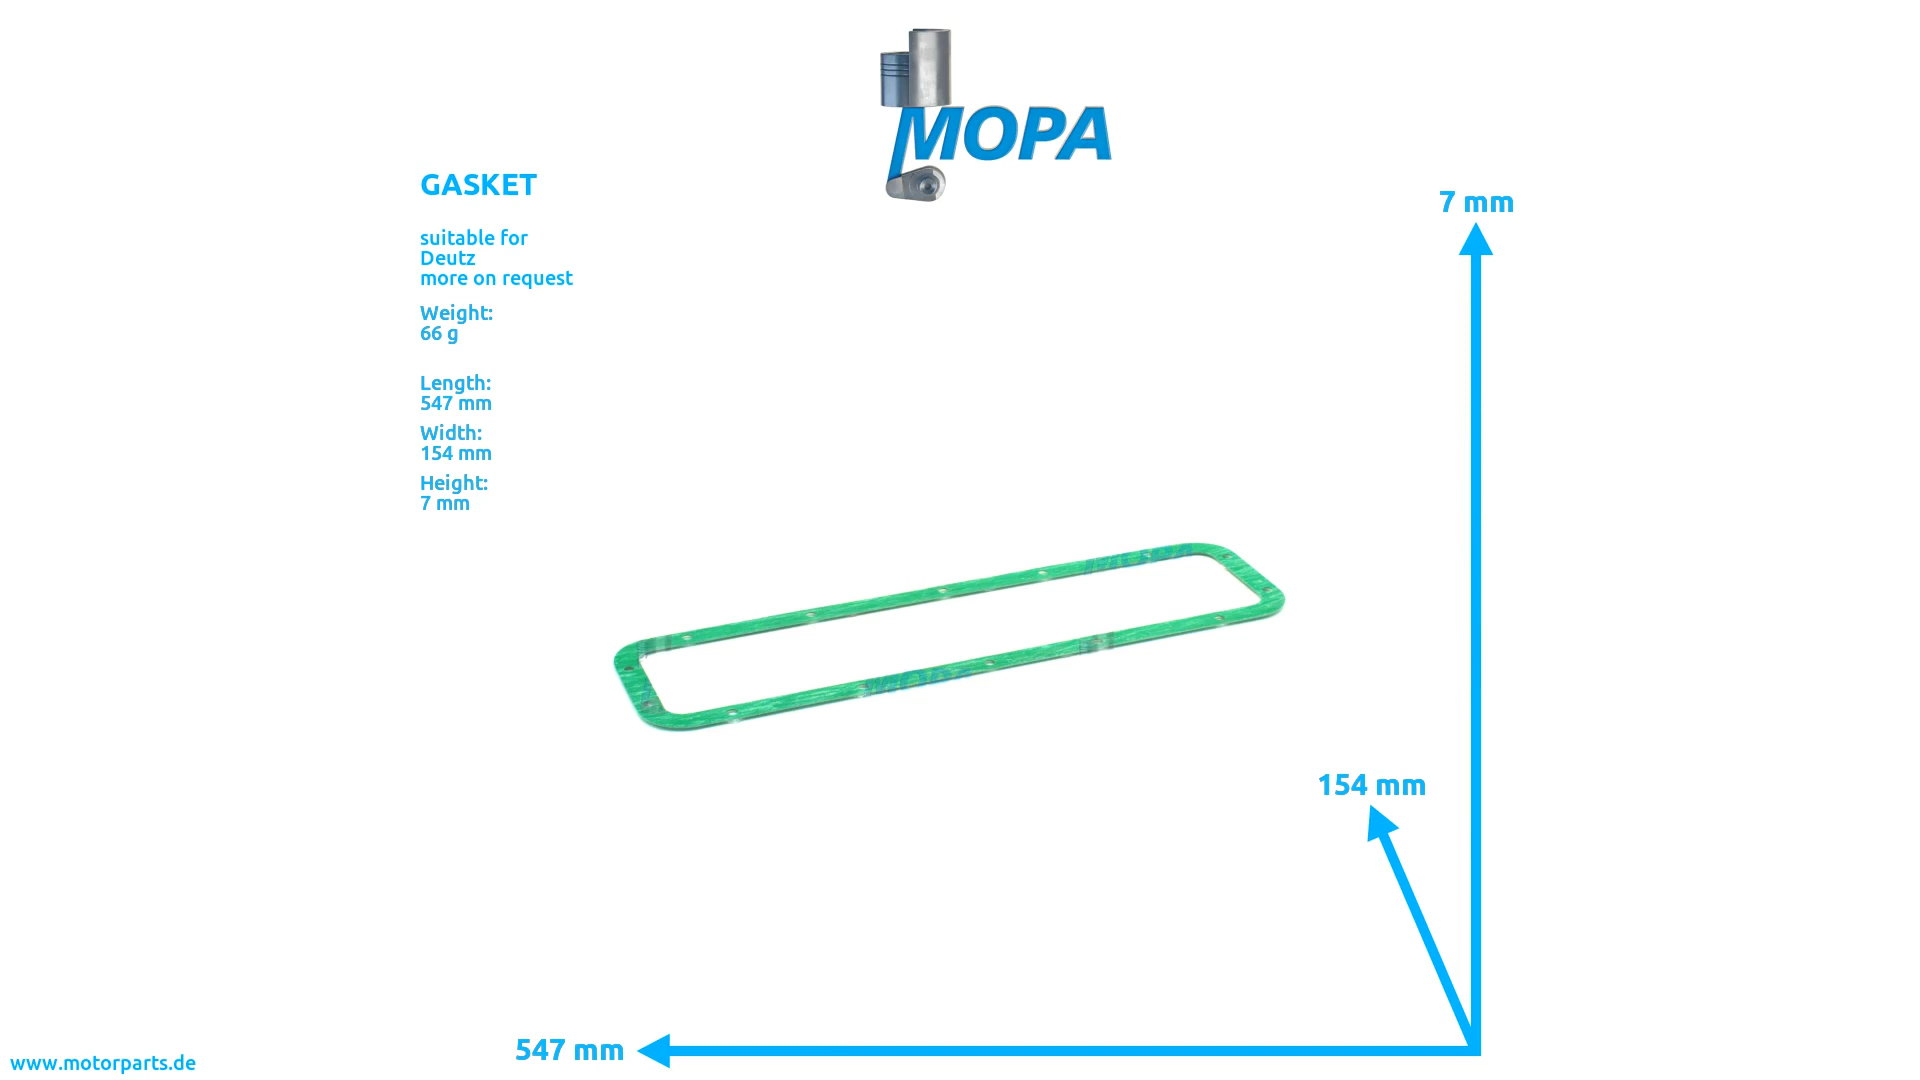 MOPA
GASKET
suitable for
Deutz
more on request
Weight:
66 g
Length:
547 mm
Width:
154 mm
Height:
7 mm
7 mm
154 mm
547 mm
www.motorparts.de